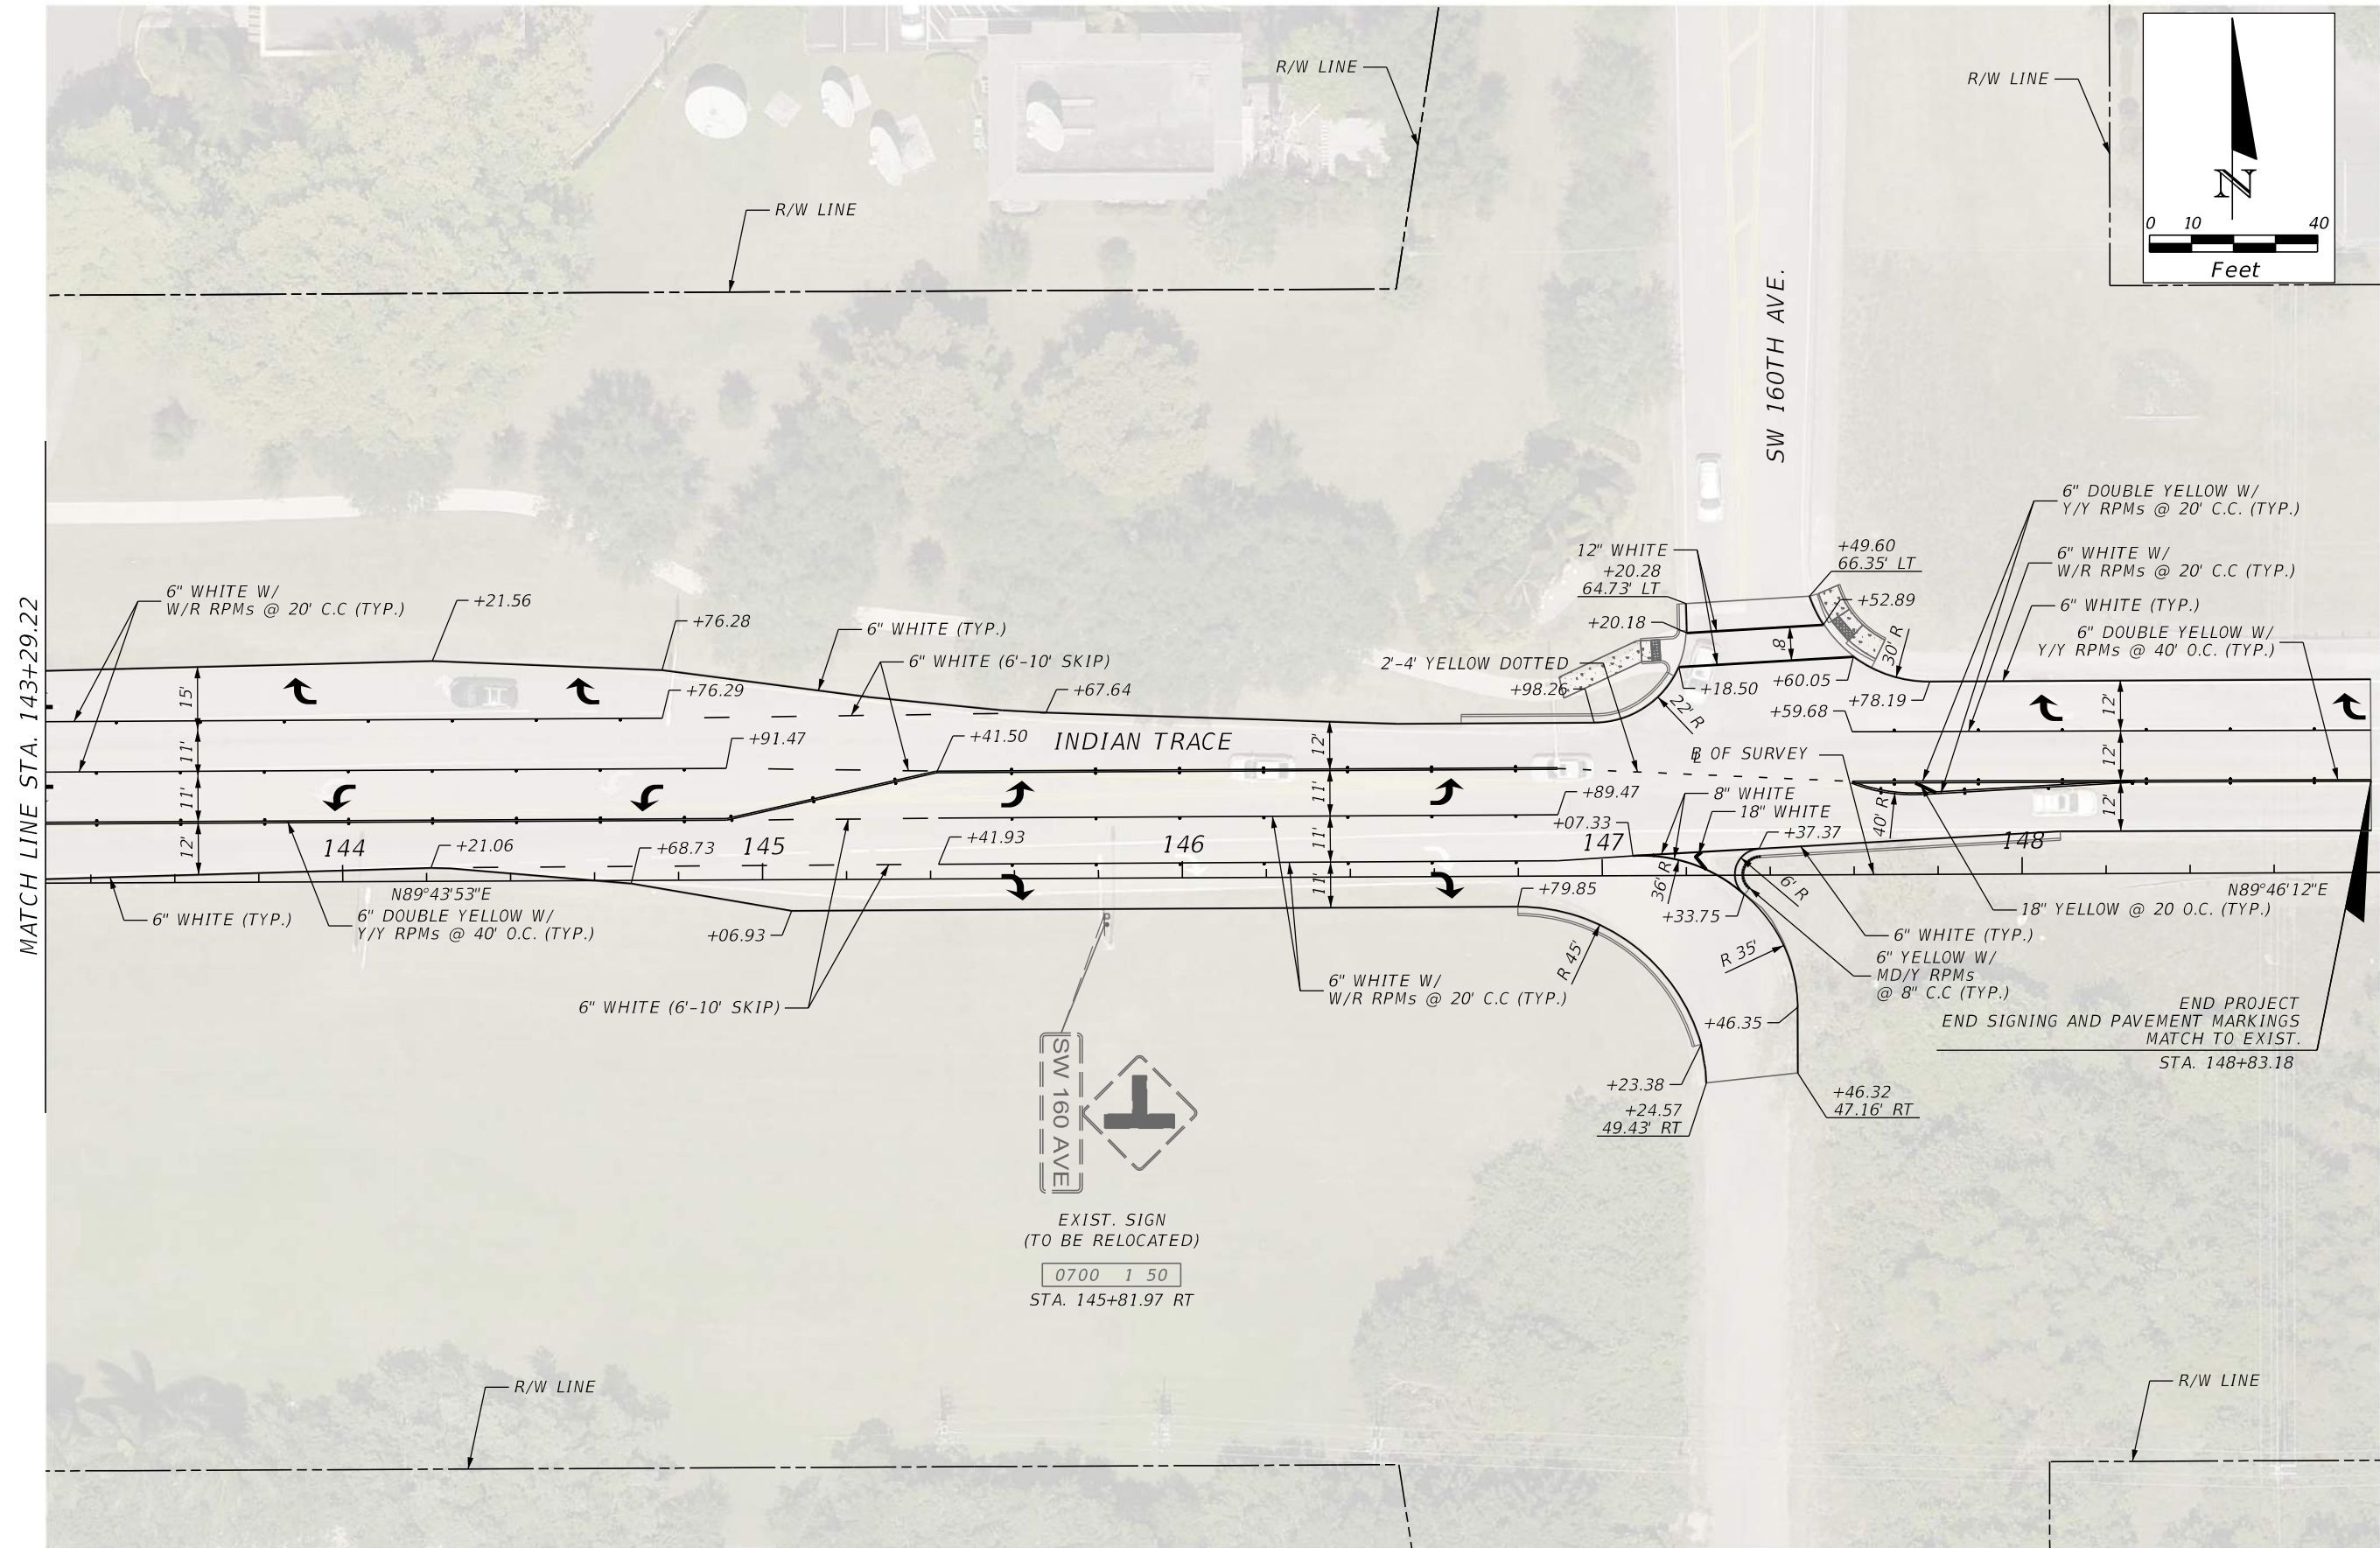 R/W LINE
R/W LINE
N
0 10 40
Feet
R/W LINE
SW 160TH AVE.
6" DOUBLE YELLOW W/
Y/Y RPMs @ 20' C.C. (TYP.)
12" WHITE
+20.28
64.73' LT
+49.60
66.35' LT
6" WHITE W/
W/R RPMs @ 20' C.C (TYP.)
6" WHITE W/
W/R RPMs @ 20' C.C (TYP.)
+21.56
+76.28
6" WHITE (TYP.)
+20.18
+52.89
6" WHITE (TYP.)
6" DOUBLE YELLOW W/
Y/Y RPMs @ 40' O.C. (TYP.)
MATCH LINE STA. 143+29.22
6" WHITE (6'-10' SKIP)
2'-4' YELLOW DOTTED
8'
30' R
+76.29
+67.64
+98.26
+18.50
+60.05
+78.19
15'
22' R
+59.68
12'
+91.47
+41.50
INDIAN TRACE
12'
11'
BL OF SURVEY
12'
11'
11'
+89.47
8" WHITE
18" WHITE
40' R
12'
12'
144
+21.06
+68.73
145
+41.93
146
11'
+07.33
147
+37.37
148
N89°43'53"E
11'
36' R
6' R
N89°46'12"E
6" WHITE (TYP.)
6" DOUBLE YELLOW W/
Y/Y RPMs @ 40' O.C. (TYP.)
+06.93
+79.85
+33.75
18" YELLOW @ 20 O.C. (TYP.)
6" WHITE (TYP.)
R 45'
R 35'
6" YELLOW W/
MD/Y RPMs
@ 8" C.C (TYP.)
6" WHITE (6'-10' SKIP)
6" WHITE W/
W/R RPMs @ 20' C.C (TYP.)
+46.35
END PROJECT
END SIGNING AND PAVEMENT MARKINGS
MATCH TO EXIST.
STA. 148+83.18
SW 160 AVE
+23.38
+24.57
49.43' RT
+46.32
47.16' RT
EXIST. SIGN
(TO BE RELOCATED)
0700 1 50
STA. 145+81.97 RT
R/W LINE
R/W LINE